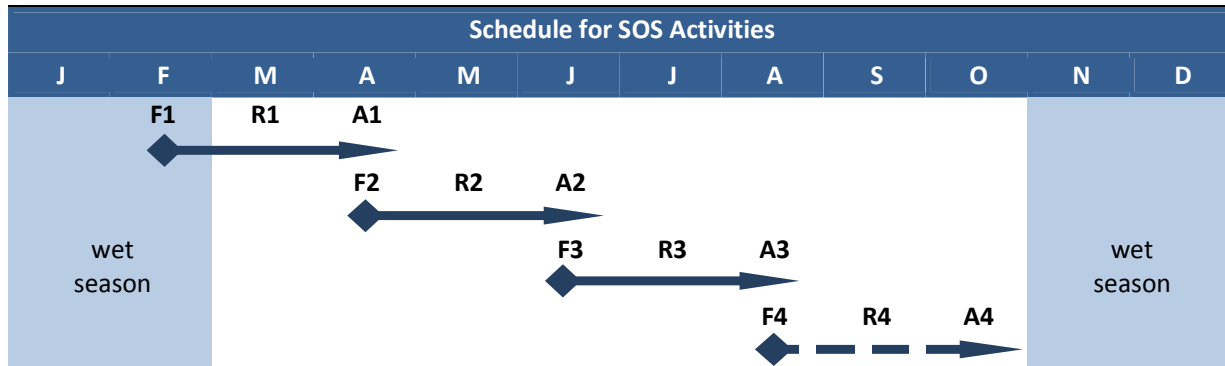 Schedule for SOS Activities
J F M A M J J A S O N D
F1 R1 A1
F2 R2 A2
F3 R3 A3
wet
season
wet
season
F4 R4 A4